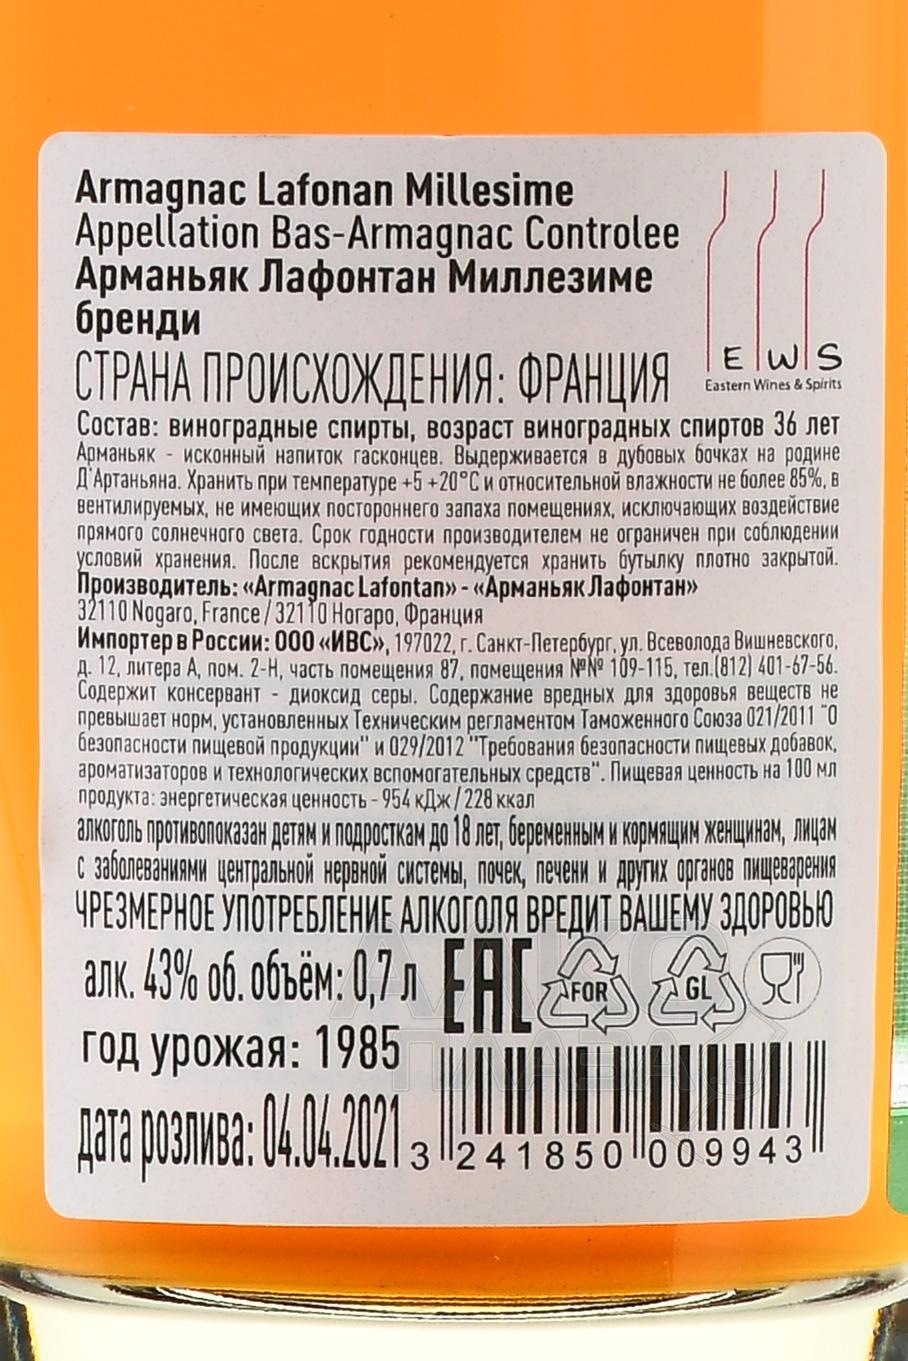 Armagnac Lafonan Millesime
Appellation Bas-Armagnac Controlee
Арманьяк Лафонтан Миллезиме
бренди
E W S
Eastern Wines & Spirits
СТРАНА ПРОИСХОЖДЕНИЯ: ФРАНЦИЯ
Состав: виноградные спирты, возраст виноградных спиртов 36 лет
Арманьяк - исконный напиток гасконцев. Выдерживается в дубовых бочках на родине
Д'Артаньяна. Хранить при температуре +5 +20°С и относительной влажности не более 85%, в
вентилируемых, не имеющих постороннего запаха помещениях, исключающих воздействие
прямого солнечного света. Срок годности производителем не ограничен при соблюдении
условий хранения. После вскрытия рекомендуется хранить бутылку плотно закрытой.
Производитель: «Armagnac Lafontan» - «Арманьяк Лафонтан»
32110 Nogaro, France / 32110 Ногаро, Франция
Импортер в России: ООО «ИВС», 197022, г. Санкт-Петербург, ул. Всеволода Вишневского,
д. 12, литера А, пом. 2-Н, часть помещения 87, помещения №№ 109-115, тел.(812) 401-67-56.
Содержит консервант - диоксид серы. Содержание вредных для здоровья веществ не
превышает норм, установленных Техническим регламентом Таможенного Союза 021/2011 "О
безопасности пищевой продукции" и 029/2012 "Требования безопасности пищевых добавок,
ароматизаторов и технологических вспомогательных средств". Пищевая ценность на 100 мл
продукта: энергетическая ценность - 954 кДж / 228 ккал
алкоголь противопоказан детям и подросткам до 18 лет, беременным и кормящим женщинам, лицам
с заболеваниями центральной нервной системы, почек, печени и других органов пищеварения
ЧРЕЗМЕРНОЕ УПОТРЕБЛЕНИЕ АЛКОГОЛЯ ВРЕДИТ ВАШЕМУ ЗДОРОВЬЮ
алк. 43% об. объём: 0,7 л
EAC
FOR
GL
год урожая: 1985
дата розлива: 04.04.2021
3 241850 009943